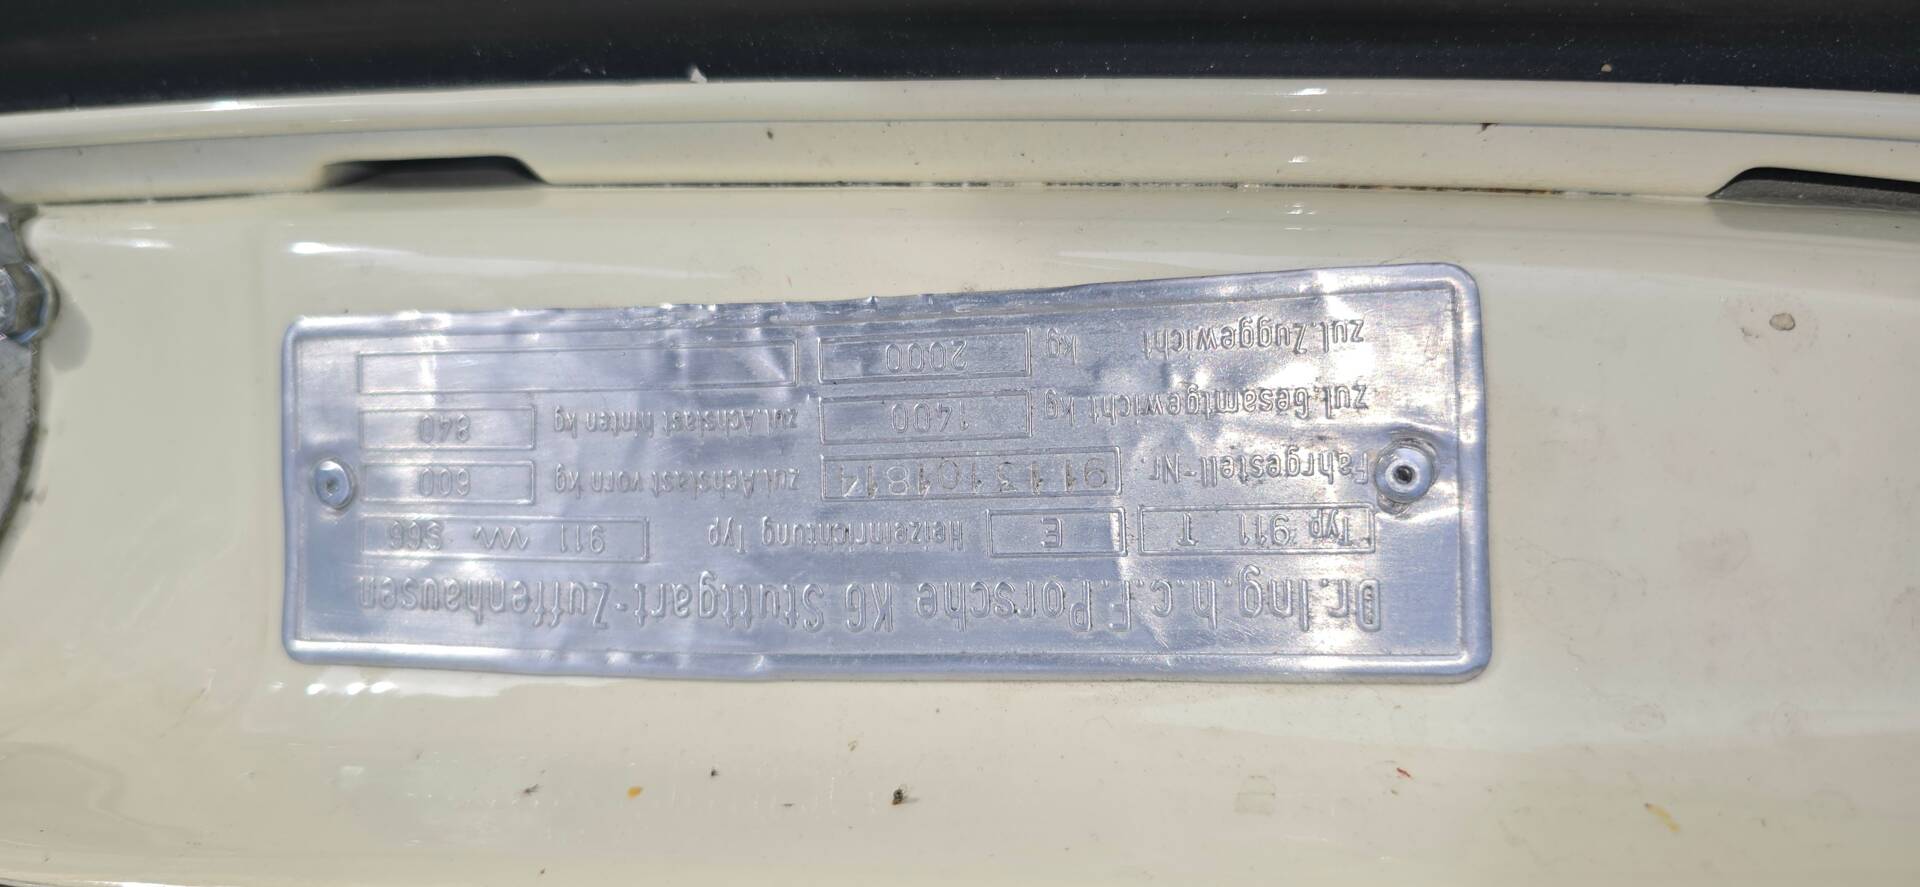 Dr.Ing.h.c.F.Porsche KG Stuttgart-Zuffenhausen
Typ 911 T E Heizeinrichtung Typ 911 ~~~ S66
Fahrgestell-Nr. 9113101814 zul.Achslast vorn kg 600
zul.Gesamtgewicht kg 1400 zul.Achslast hinten kg 840
zul.Zuggewicht kg 2000